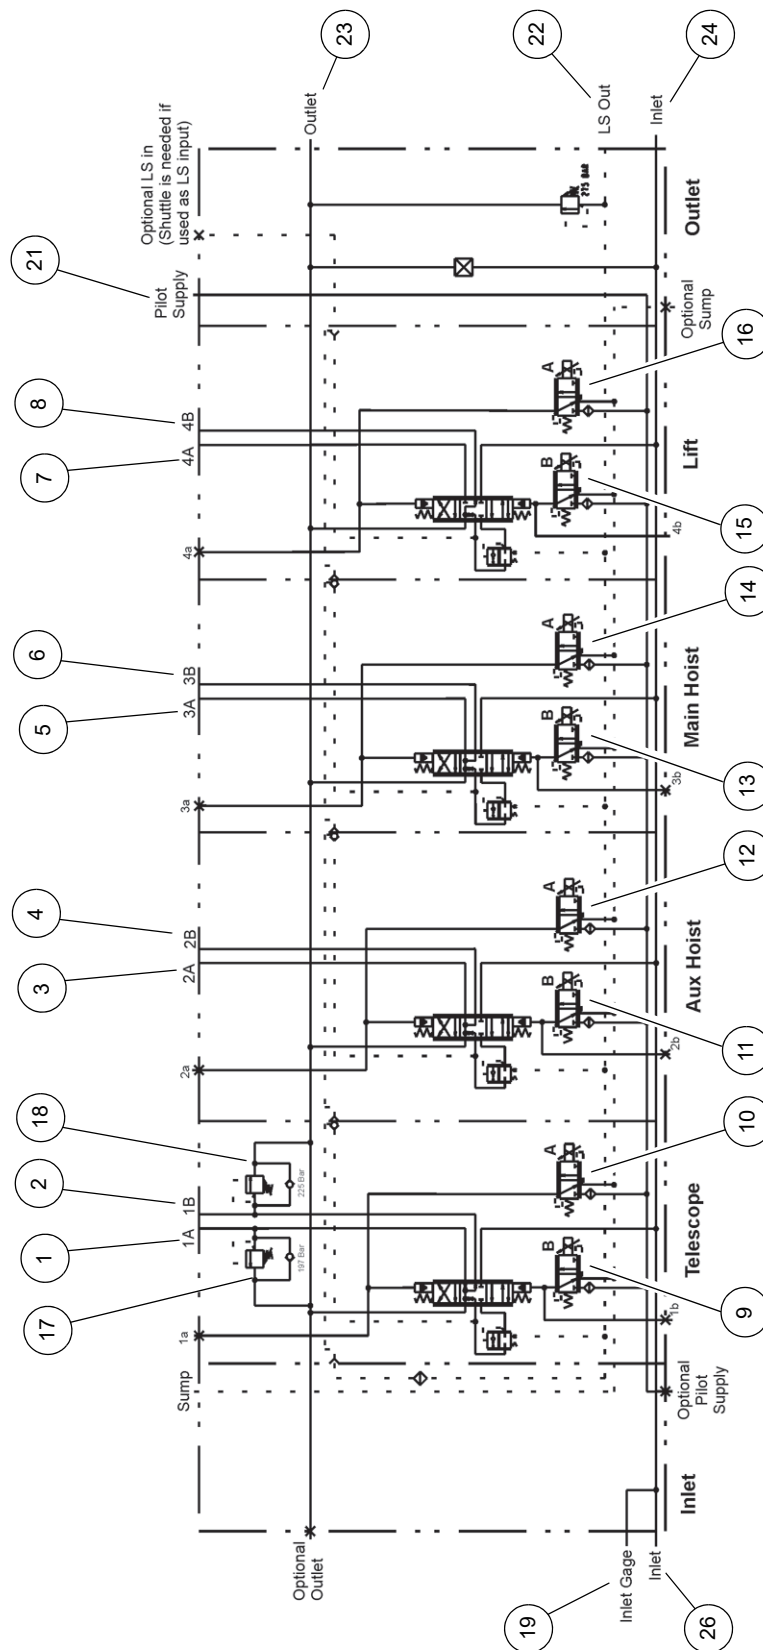 17
1
2
18
3
4
5
6
7
8
21
Sump
1a
1A
1B
2a
2A
2B
3a
3A
3B
4a
4A
4B
Pilot
Supply
Optional LS in
(Shuttle is needed if
used as LS input)
197 Bar
225 Bar
Optional
Outlet
Outlet
23
B
A
B
A
B
A
B
A
275 BAR
LS Out
22
19
Inlet Gage
Inlet
26
Inlet
24
1b
2b
3b
4b
Optional
Pilot
Supply
Optional
Sump
Inlet
Telescope
Aux Hoist
Main Hoist
Lift
Outlet
9
10
11
12
13
14
15
16